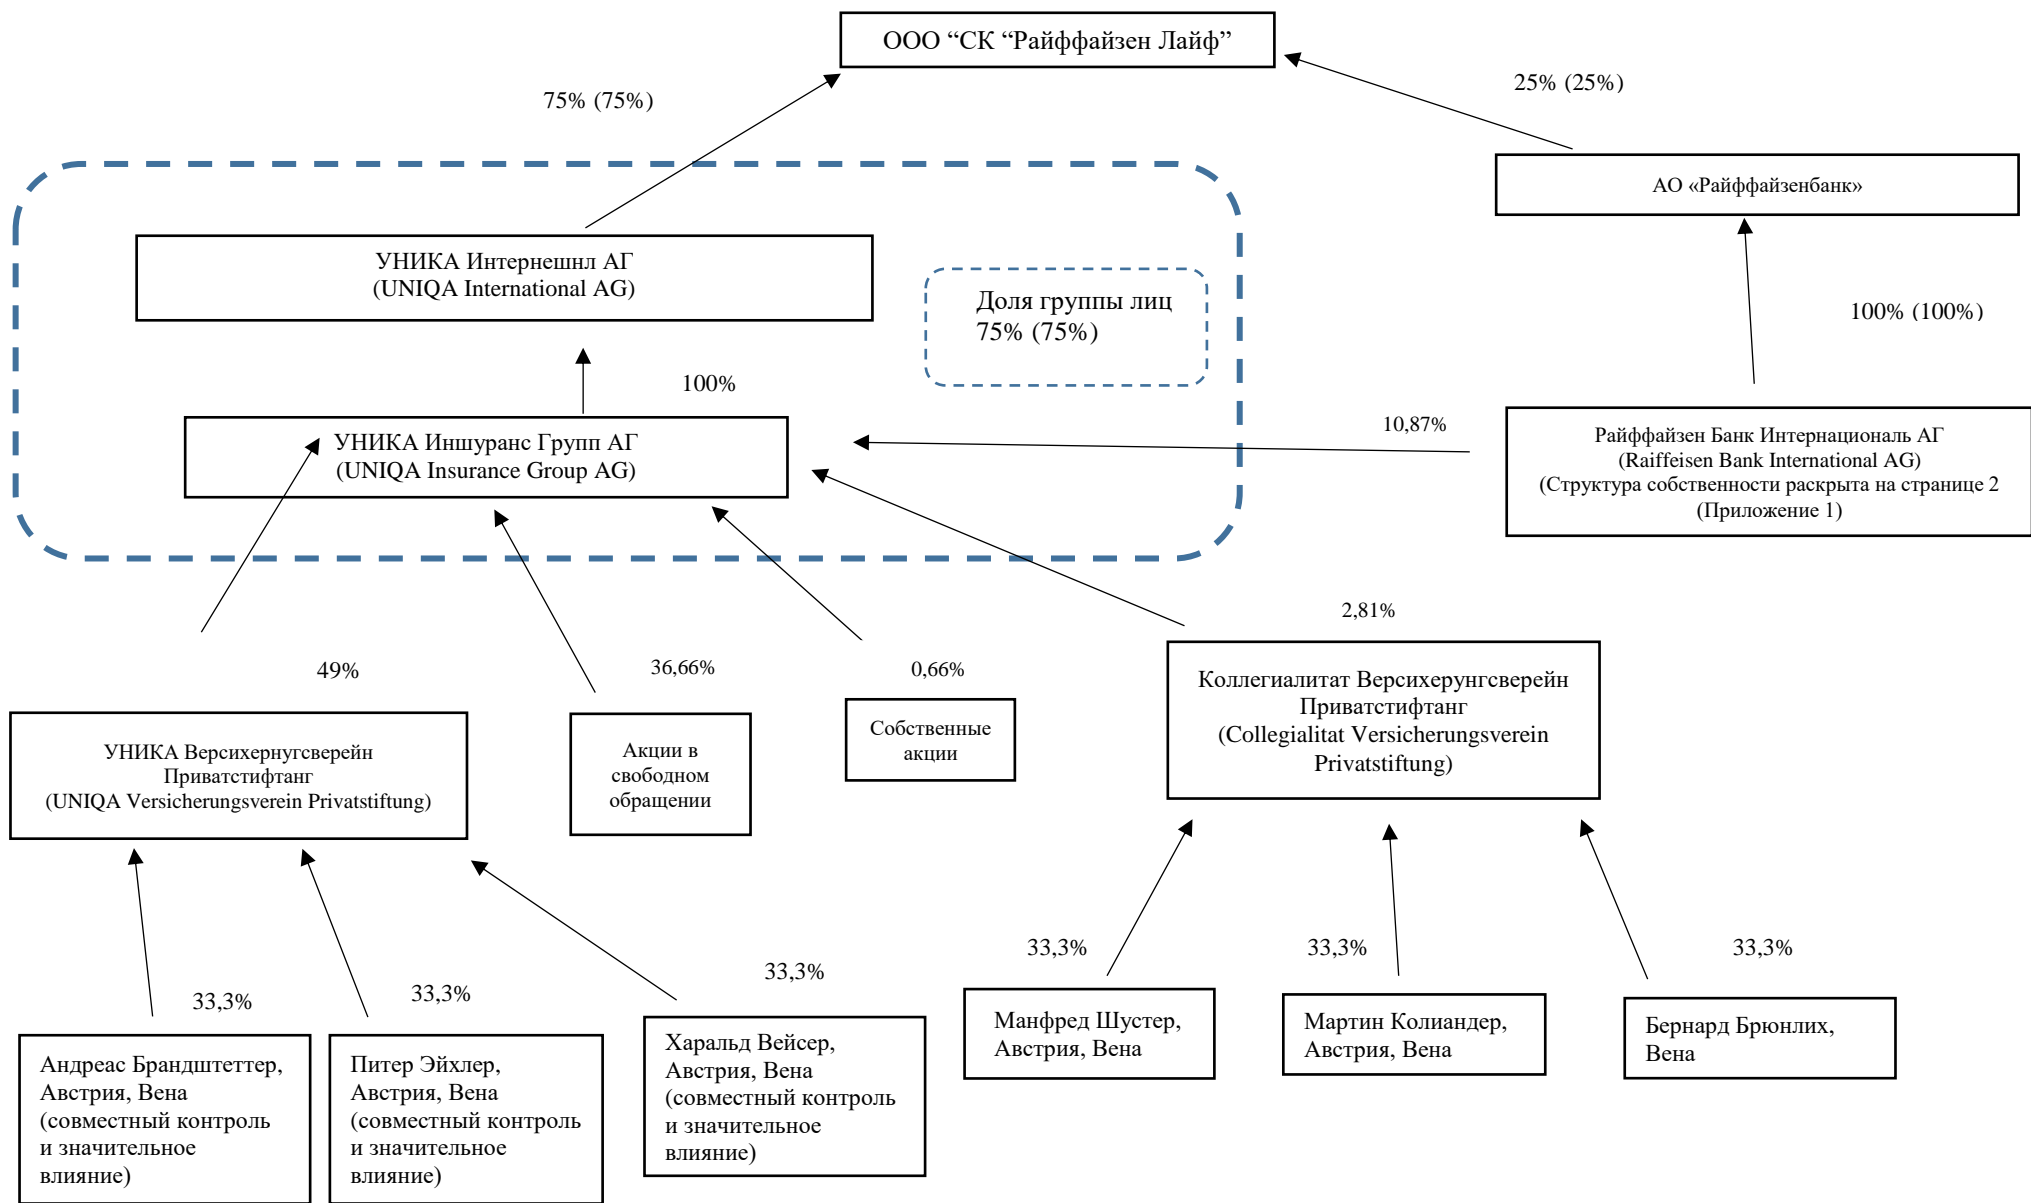 ООО “СК “Райффайзен Лайф”
75% (75%)
25% (25%)
АО «Райффайзенбанк»
УНИКА Интернешнл АГ
(UNIQA International AG)
Доля группы лиц
75% (75%)
100% (100%)
100%
УНИКА Иншуранс Групп АГ
(UNIQA Insurance Group AG)
10,87%
Райффайзен Банк Интернациональ АГ
(Raiffeisen Bank International AG)
(Структура собственности раскрыта на странице 2
(Приложение 1)
2,81%
49%
36,66%
0,66%
УНИКА Версихернугсверейн
Приватстифтанг
(UNIQA Versicherungsverein Privatstiftung)
Акции в
свободном
обращении
Собственные
акции
Коллегиалитат Версихерунгсверейн
Приватстифтанг
(Collegialitat Versicherungsverein
Privatstiftung)
33,3%
33,3%
33,3%
33,3%
33,3%
33,3%
Андреас Брандштеттер,
Австрия, Вена
(совместный контроль
и значительное
влияние)
Питер Эйхлер,
Австрия, Вена
(совместный контроль
и значительное
влияние)
Харальд Вейсер,
Австрия, Вена
(совместный контроль
и значительное
влияние)
Манфред Шустер,
Австрия, Вена
Мартин Колиандер,
Австрия, Вена
Бернард Брюнлих,
Вена